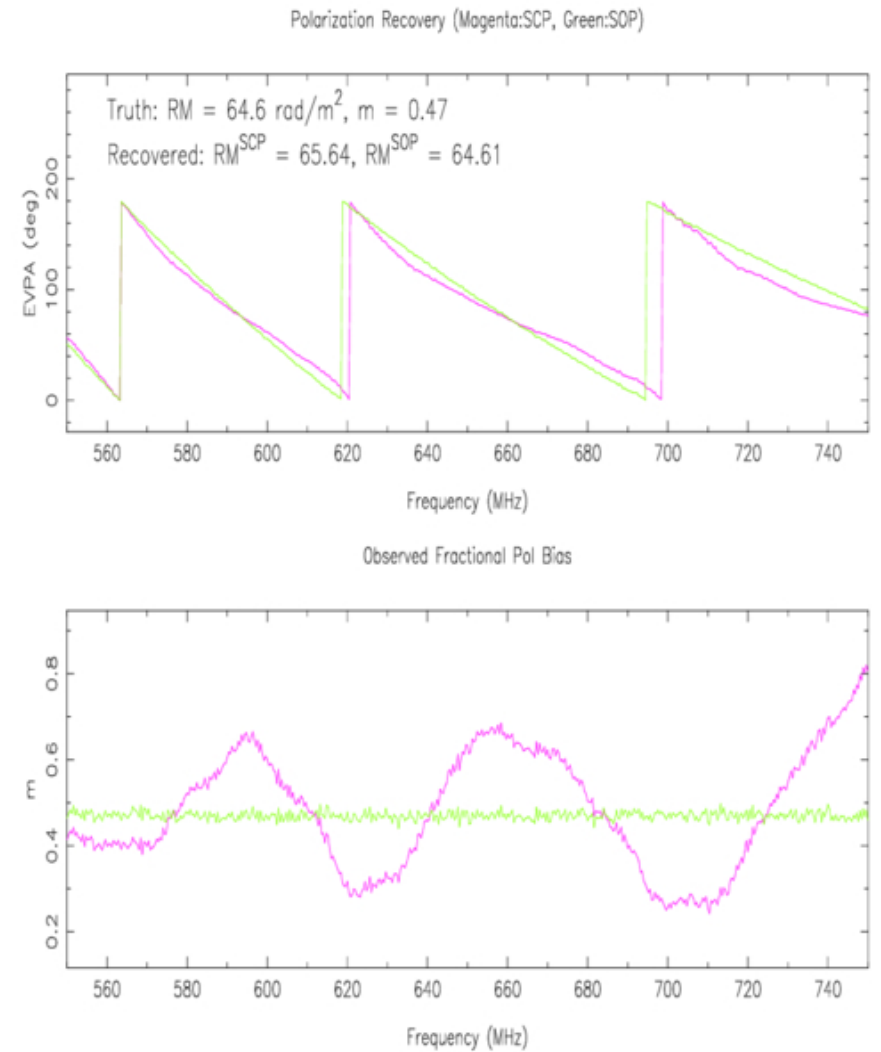 Polarization Recovery (Magenta:SCP, Green:SOP)
Truth: RM = 64.6 rad/m², m = 0.47
Recovered: RM^SCP = 65.64, RM^SOP = 64.61
EVPA (deg)
200
100
0
560 580 600 620 640 660 680 700 720 740
Frequency (MHz)
Observed Fractional Pol Bias
m
0.8
0.6
0.4
0.2
560 580 600 620 640 660 680 700 720 740
Frequency (MHz)